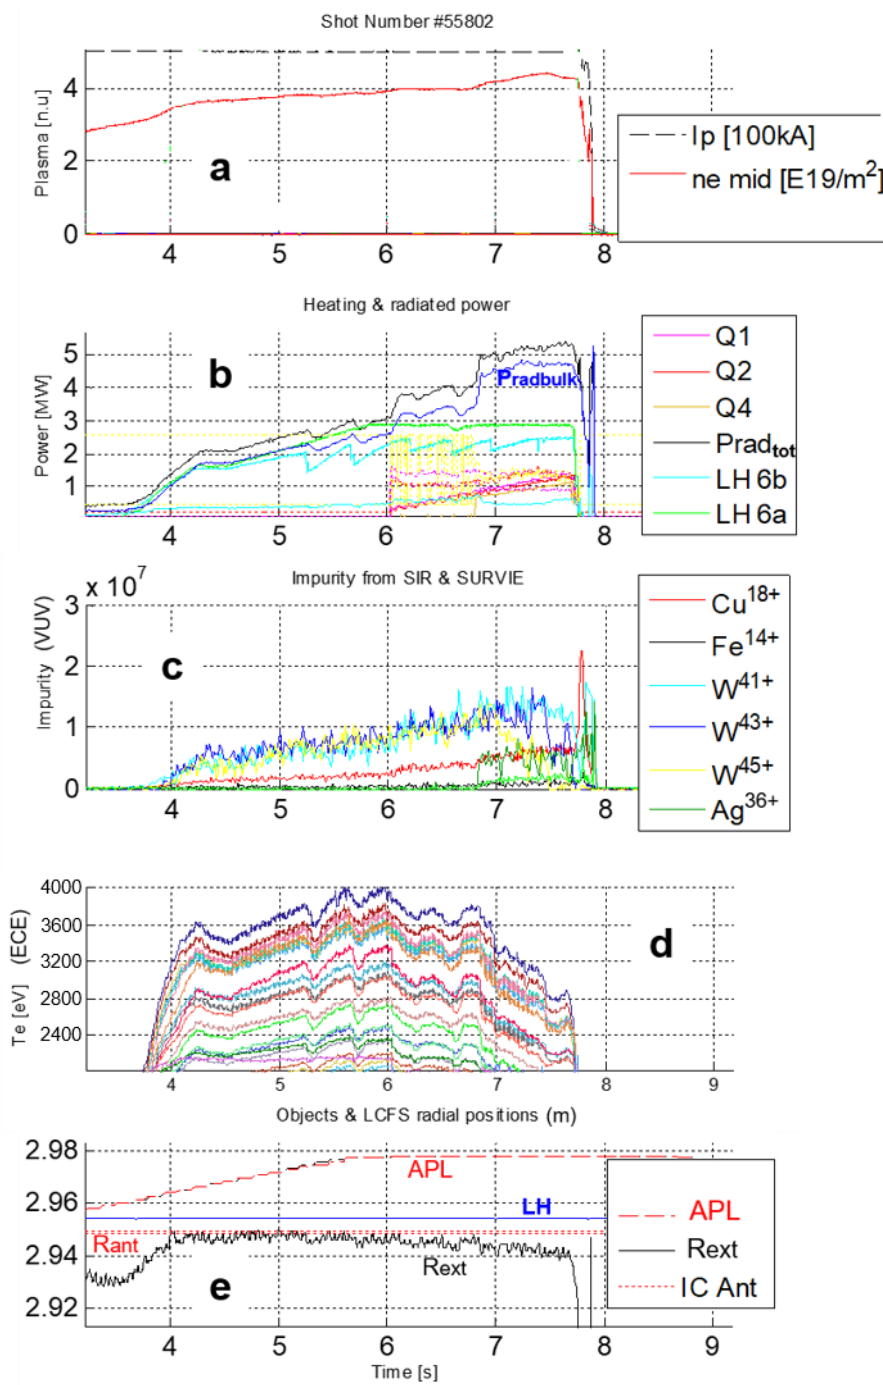 Shot Number #55802
Plasma [n.u]
4
2
0
a
Ip [100kA]
ne mid [E19/m²]
4 5 6 7 8
Heating & radiated power
Power [MW]
5
4
3
2
1
b
Pradbulk
Q1
Q2
Q4
Prad_tot
LH 6b
LH 6a
4 5 6 7 8
x 10⁷
Impurity from SIR & SURVIE
Impurity (VUV)
3
2
1
0
c
Cu¹⁸⁺
Fe¹⁴⁺
W⁴¹⁺
W⁴³⁺
W⁴⁵⁺
Ag³⁶⁺
4 5 6 7 8
Te [eV] (ECE)
4000
3600
3200
2800
2400
d
4 5 6 7 8 9
Objects & LCFS radial positions (m)
2.98
2.96
2.94
2.92
APL
LH
Rant
Rext
e
APL
Rext
IC Ant
4 5 6 7 8 9
Time [s]